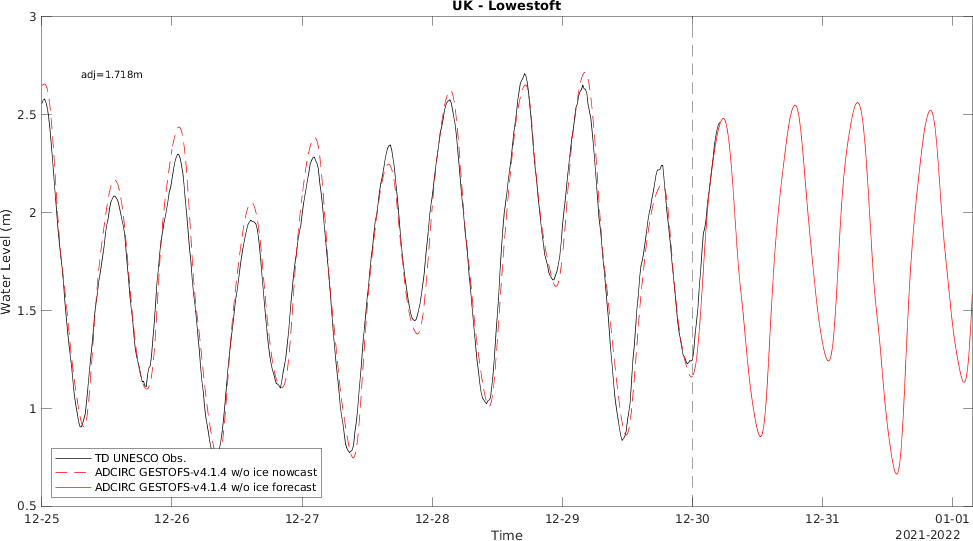 UK - Lowestoft
adj=1.718m
Water Level (m)
3
2.5
2
1.5
1
0.5
TD UNESCO Obs.
ADCIRC GESTOFS-v4.1.4 w/o ice nowcast
ADCIRC GESTOFS-v4.1.4 w/o ice forecast
12-25 12-26 12-27 12-28 12-29 12-30 12-31 01-01
Time
2021-2022